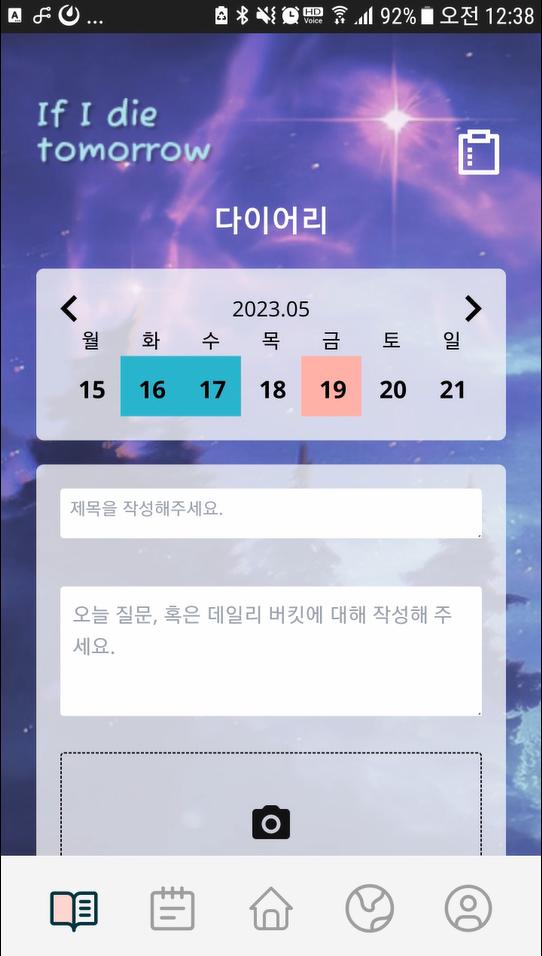 A ... HD Voice 92% 오전 12:38
If I die
tomorrow
다이어리
2023.05
월 화 수 목 금 토 일
15 16 17 18 19 20 21
제목을 작성해주세요.
오늘 질문, 혹은 데일리 버킷에 대해 작성해 주
세요.